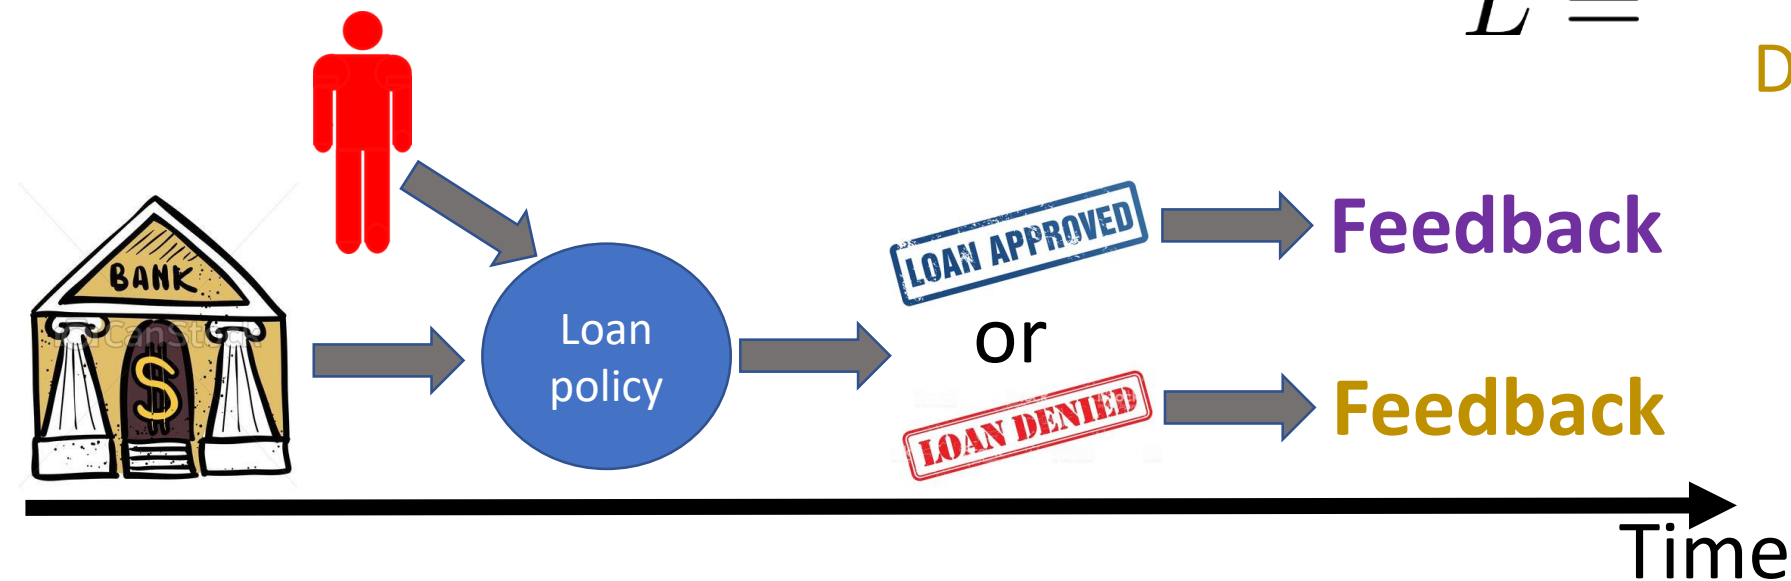 L =
D
BANK
$
Loan
policy
LOAN APPROVED
or
LOAN DENIED
Feedback
Feedback
Time